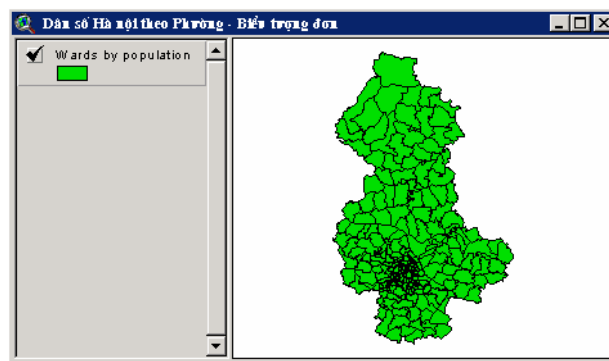 Dân số Hà nội theo Phường - Biểu tượng đơn
Wards by population